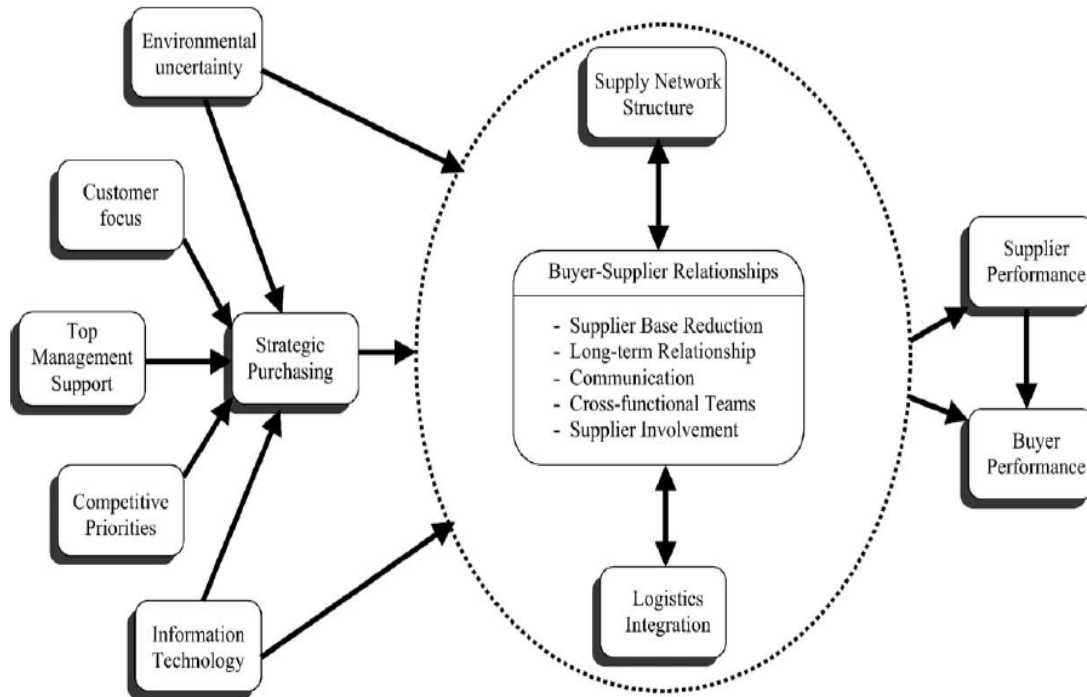 Environmental
uncertainty
Customer
focus
Top
Management
Support
Competitive
Priorities
Information
Technology
Strategic
Purchasing
Supply Network
Structure
Buyer-Supplier Relationships
- Supplier Base Reduction
- Long-term Relationship
- Communication
- Cross-functional Teams
- Supplier Involvement
Logistics
Integration
Supplier
Performance
Buyer
Performance